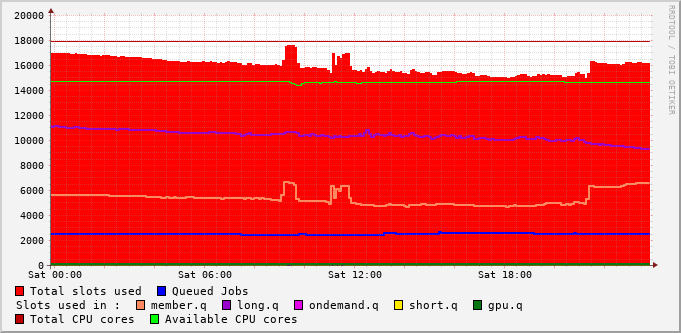 RRDTOOL / TOBI OETIKER
20000
18000
16000
14000
12000
10000
8000
6000
4000
2000
0
Sat 00:00 Sat 06:00 Sat 12:00 Sat 18:00
Total slots used Queued Jobs
Slots used in : member.q long.q ondemand.q short.q gpu.q
Total CPU cores Available CPU cores